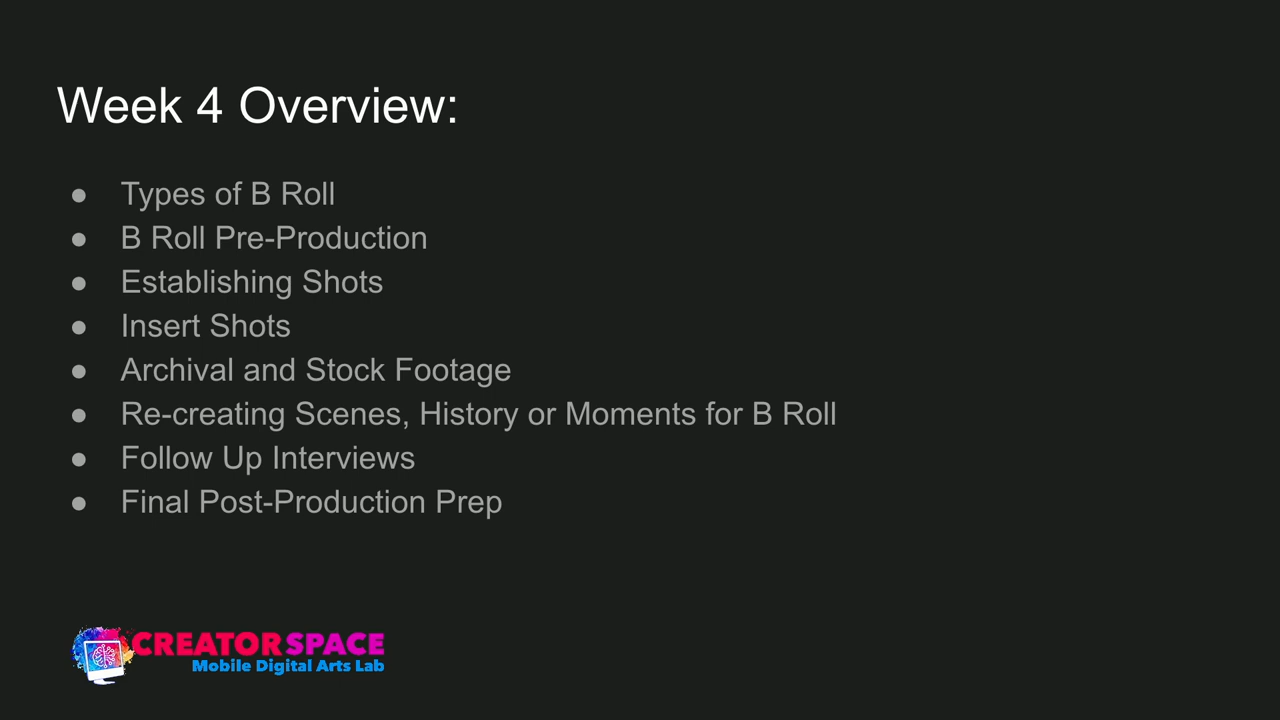 Week 4 Overview:
● Types of B Roll
● B Roll Pre-Production
● Establishing Shots
● Insert Shots
● Archival and Stock Footage
● Re-creating Scenes, History or Moments for B Roll
● Follow Up Interviews
● Final Post-Production Prep
CREATORSPACE
Mobile Digital Arts Lab